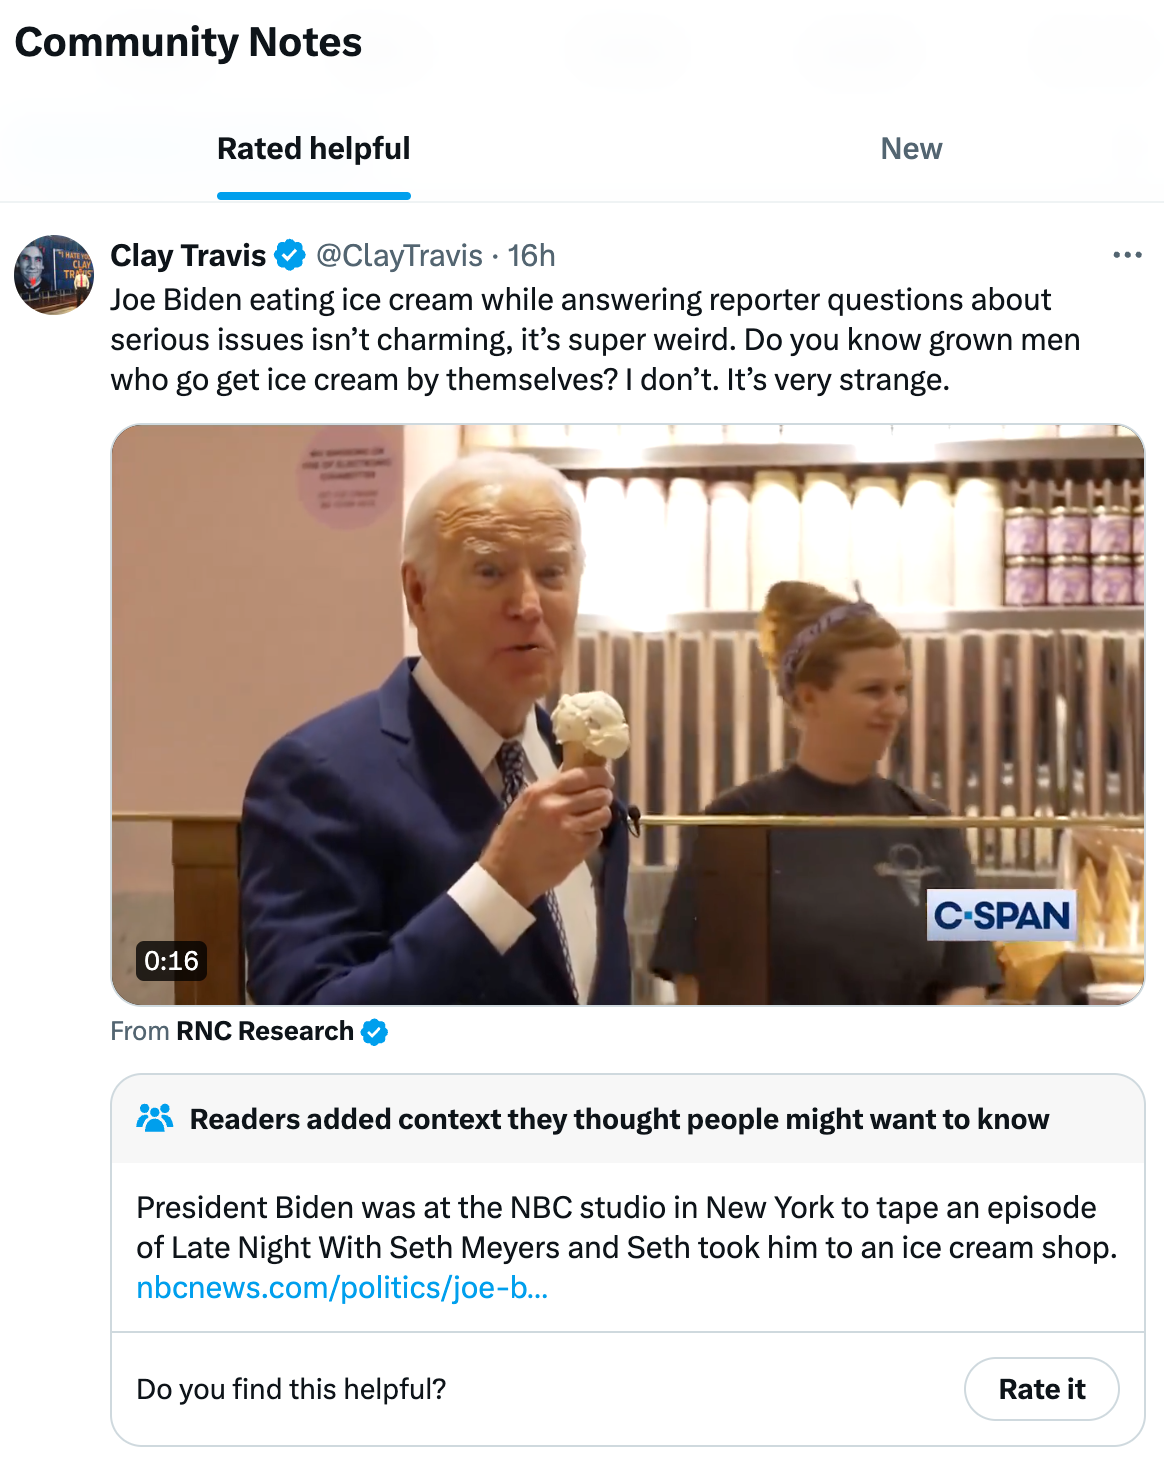 Community Notes
Rated helpful
New
I HATE YOU
CLAY
Clay Travis @ClayTravis · 16h
Joe Biden eating ice cream while answering reporter questions about
serious issues isn’t charming, it’s super weird. Do you know grown men
who go get ice cream by themselves? I don’t. It’s very strange.
C-SPAN
0:16
From RNC Research
Readers added context they thought people might want to know
President Biden was at the NBC studio in New York to tape an episode
of Late Night With Seth Meyers and Seth took him to an ice cream shop.
nbcnews.com/politics/joe-b...
Do you find this helpful?
Rate it